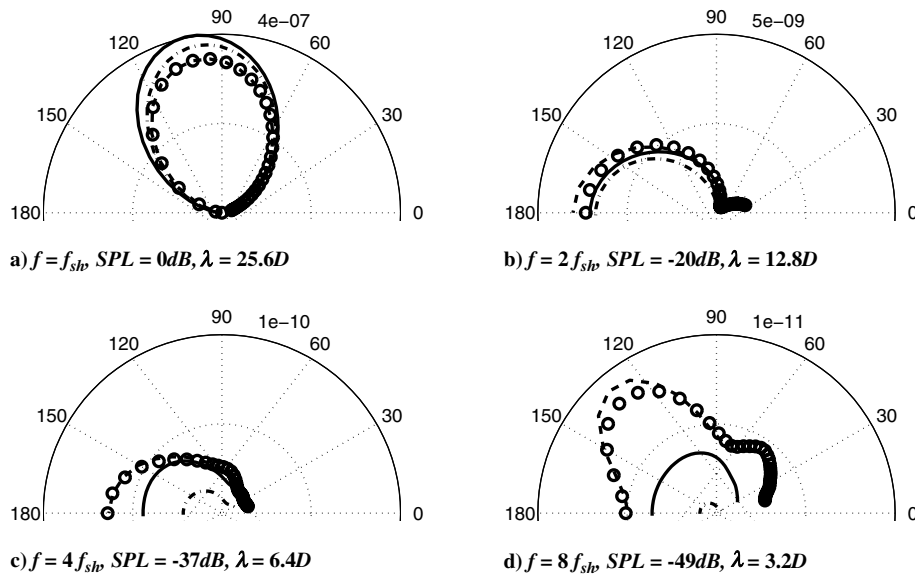 90 4e-07
120 60
150 30
180 0
a) f = f_sh, SPL = 0dB, λ = 25.6D
90 5e-09
120 60
150 30
180 0
b) f = 2 f_sh, SPL = -20dB, λ = 12.8D
90 1e-10
120 60
150 30
180 0
c) f = 4 f_sh, SPL = -37dB, λ = 6.4D
90 1e-11
120 60
150 30
180 0
d) f = 8 f_sh, SPL = -49dB, λ = 3.2D